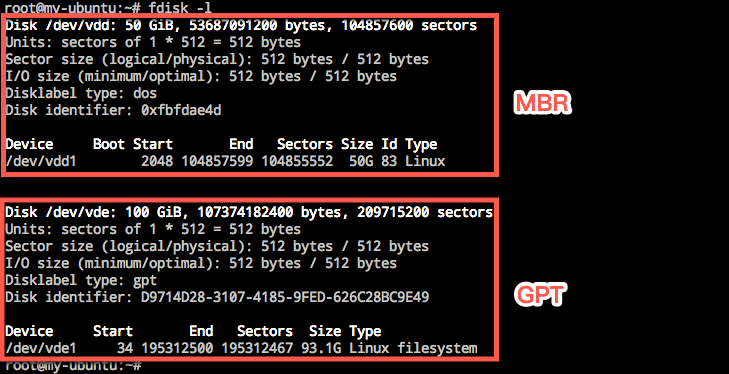 root@my-ubuntu:~# fdisk -l
Disk /dev/vdd: 50 GiB, 53687091200 bytes, 104857600 sectors
Units: sectors of 1 * 512 = 512 bytes
Sector size (logical/physical): 512 bytes / 512 bytes
I/O size (minimum/optimal): 512 bytes / 512 bytes
Disklabel type: dos
Disk identifier: 0xfbfdae4d
MBR
Device     Boot Start       End   Sectors Size Id Type
/dev/vdd1        2048 104857599 104855552  50G 83 Linux
Disk /dev/vde: 100 GiB, 107374182400 bytes, 209715200 sectors
Units: sectors of 1 * 512 = 512 bytes
Sector size (logical/physical): 512 bytes / 512 bytes
I/O size (minimum/optimal): 512 bytes / 512 bytes
Disklabel type: gpt
Disk identifier: D9714D28-3107-4185-9FED-626C28BC9E49
GPT
Device     Start       End   Sectors  Size Type
/dev/vde1     34 195312500 195312467 93.1G Linux filesystem
root@my-ubuntu:~#